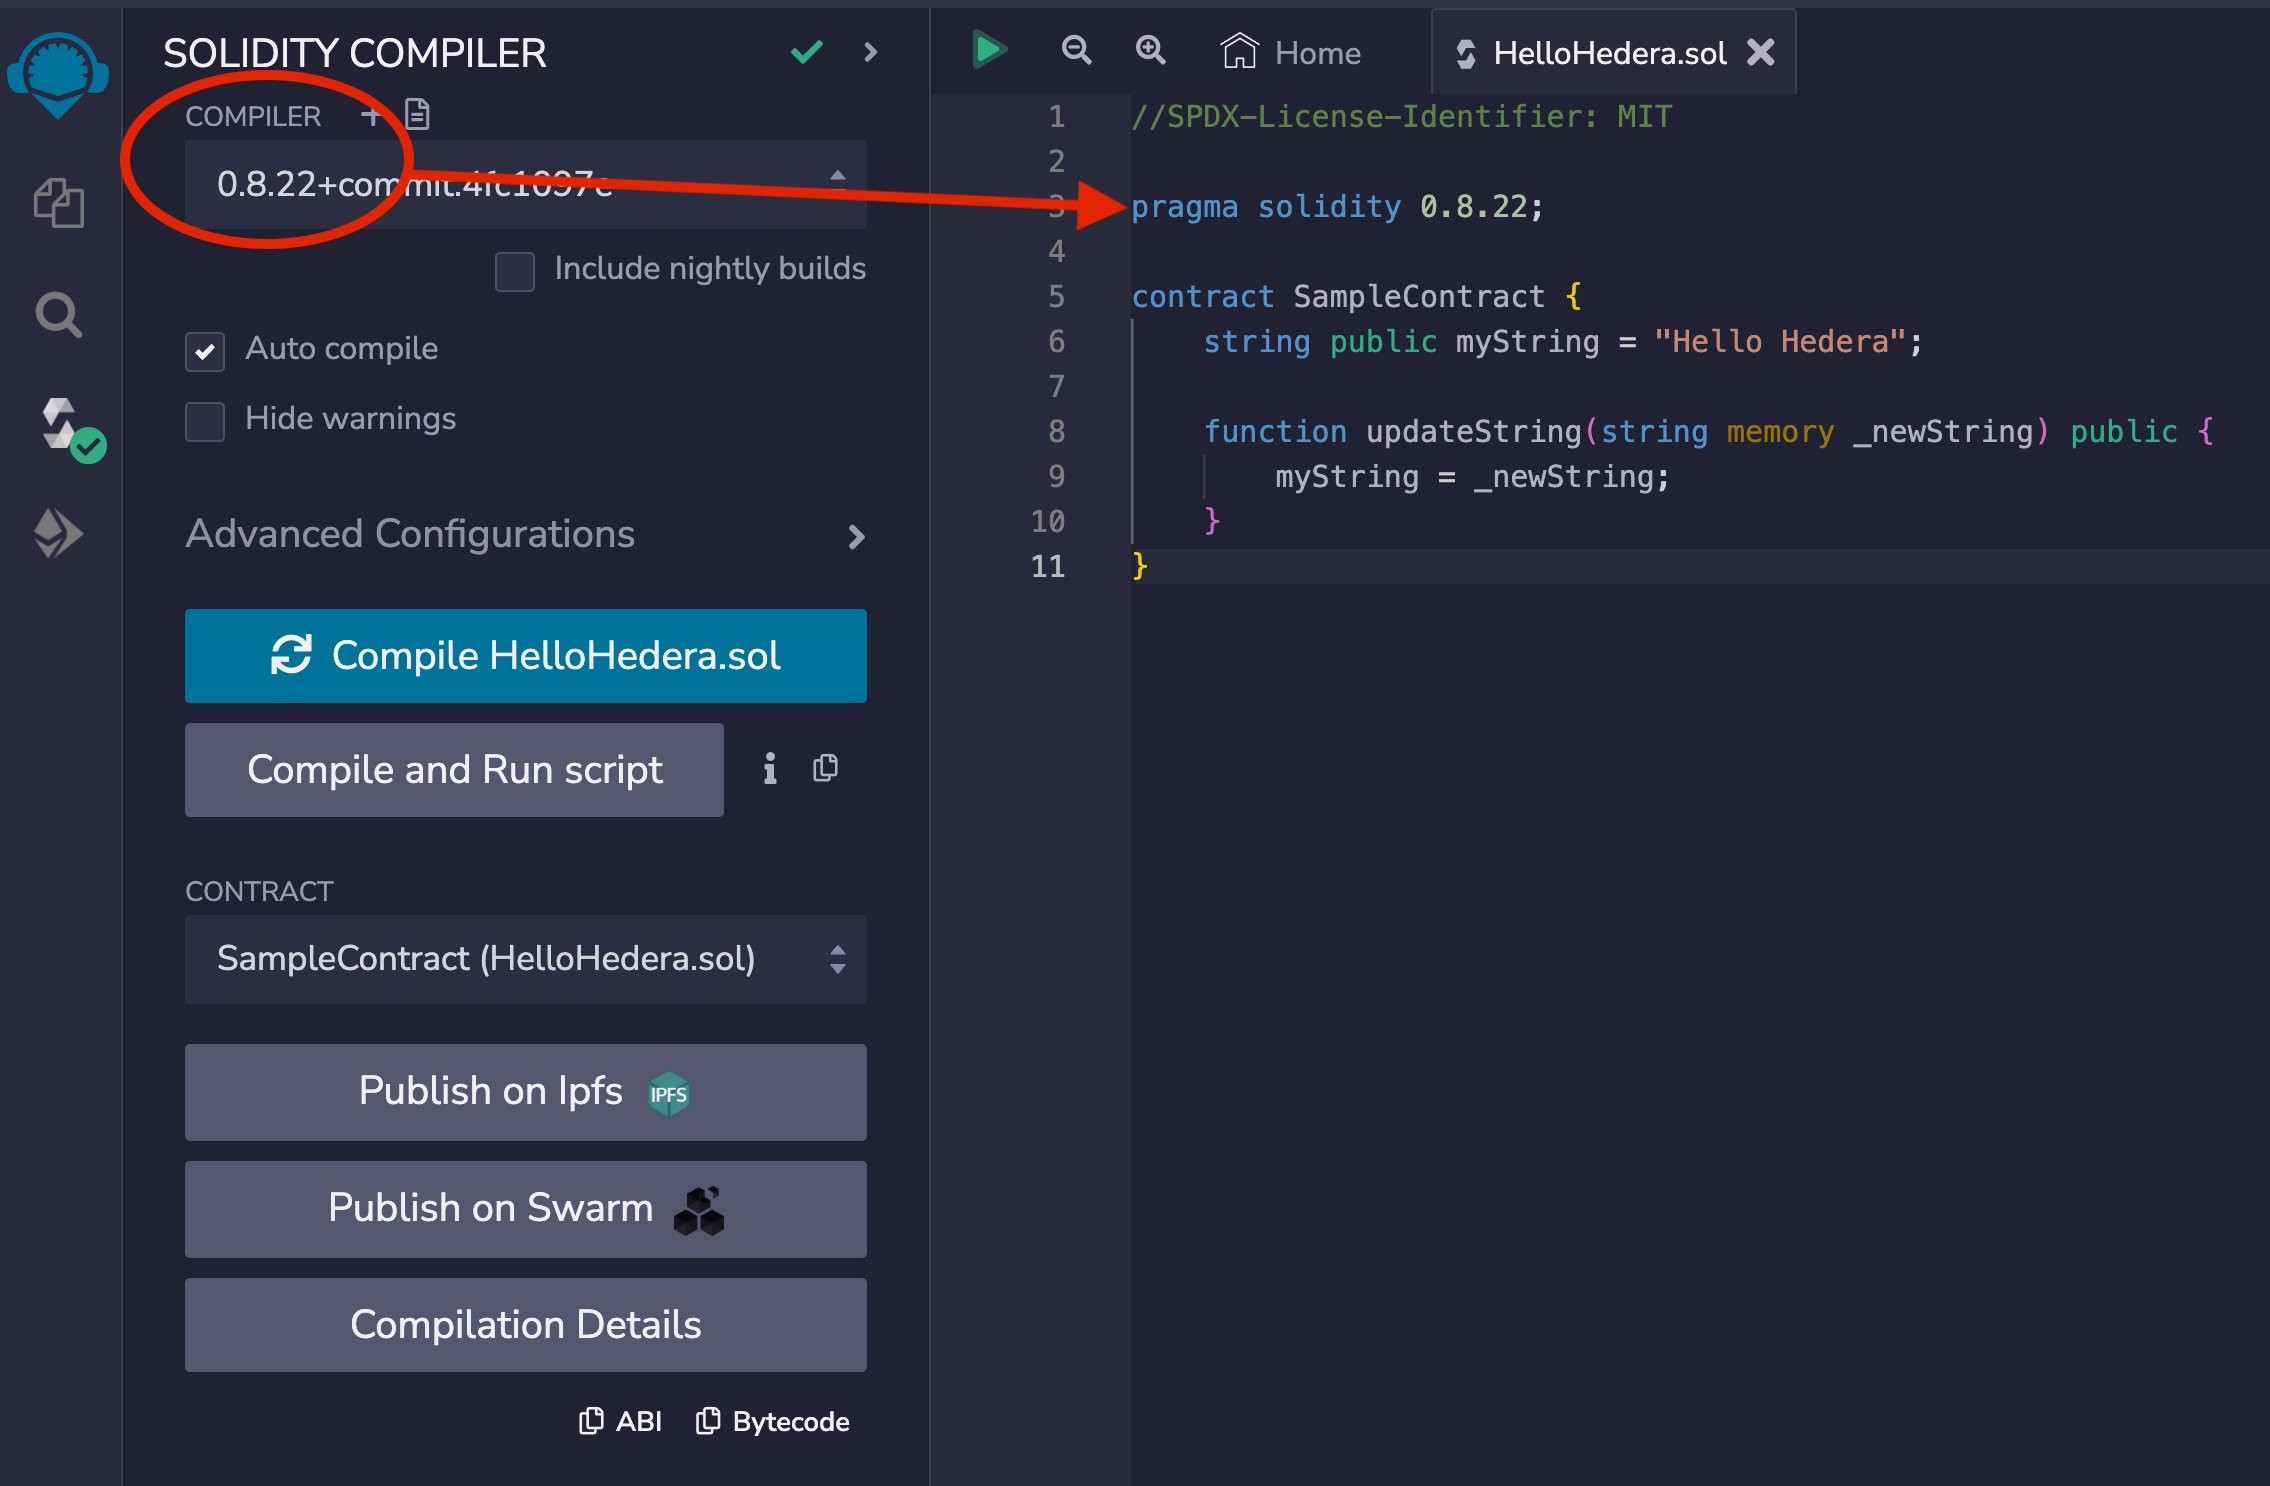 SOLIDITY COMPILER
COMPILER
0.8.22+commit.4fc1097e
Include nightly builds
Auto compile
Hide warnings
Advanced Configurations
Compile HelloHedera.sol
Compile and Run script
CONTRACT
SampleContract (HelloHedera.sol)
Publish on Ipfs IPFS
Publish on Swarm
Compilation Details
ABI Bytecode
Home HelloHedera.sol
1 //SPDX-License-Identifier: MIT
2
3 pragma solidity 0.8.22;
4
5 contract SampleContract {
6 string public myString = "Hello Hedera";
7
8 function updateString(string memory _newString) public {
9 myString = _newString;
10 }
11 }